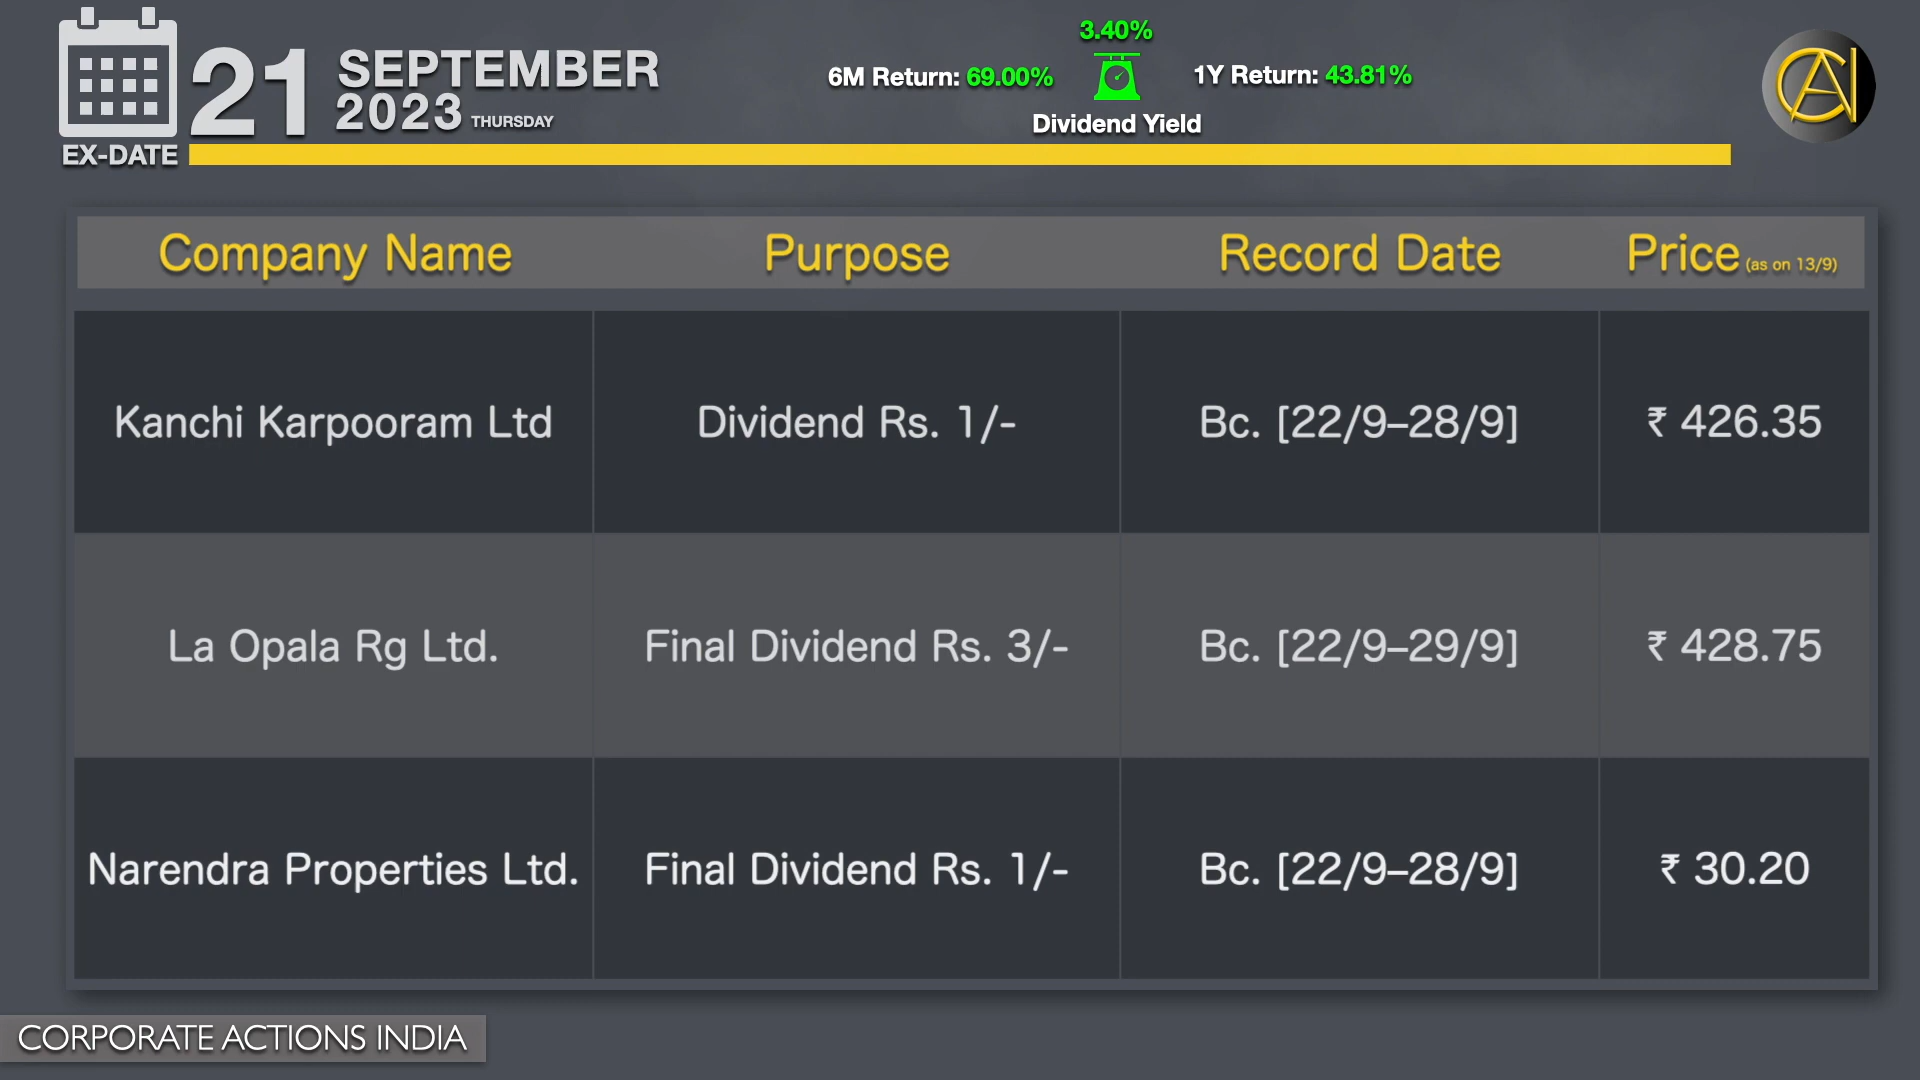 21 SEPTEMBER
2023 THURSDAY
EX-DATE
3.40%
6M Return: 69.00%
1Y Return: 43.81%
Dividend Yield
CAI
Company Name Purpose Record Date Price (as on 13/9)
Kanchi Karpooram Ltd Dividend Rs. 1/- Bc. [22/9–28/9] ₹ 426.35
La Opala Rg Ltd. Final Dividend Rs. 3/- Bc. [22/9–29/9] ₹ 428.75
Narendra Properties Ltd. Final Dividend Rs. 1/- Bc. [22/9–28/9] ₹ 30.20
CORPORATE ACTIONS INDIA